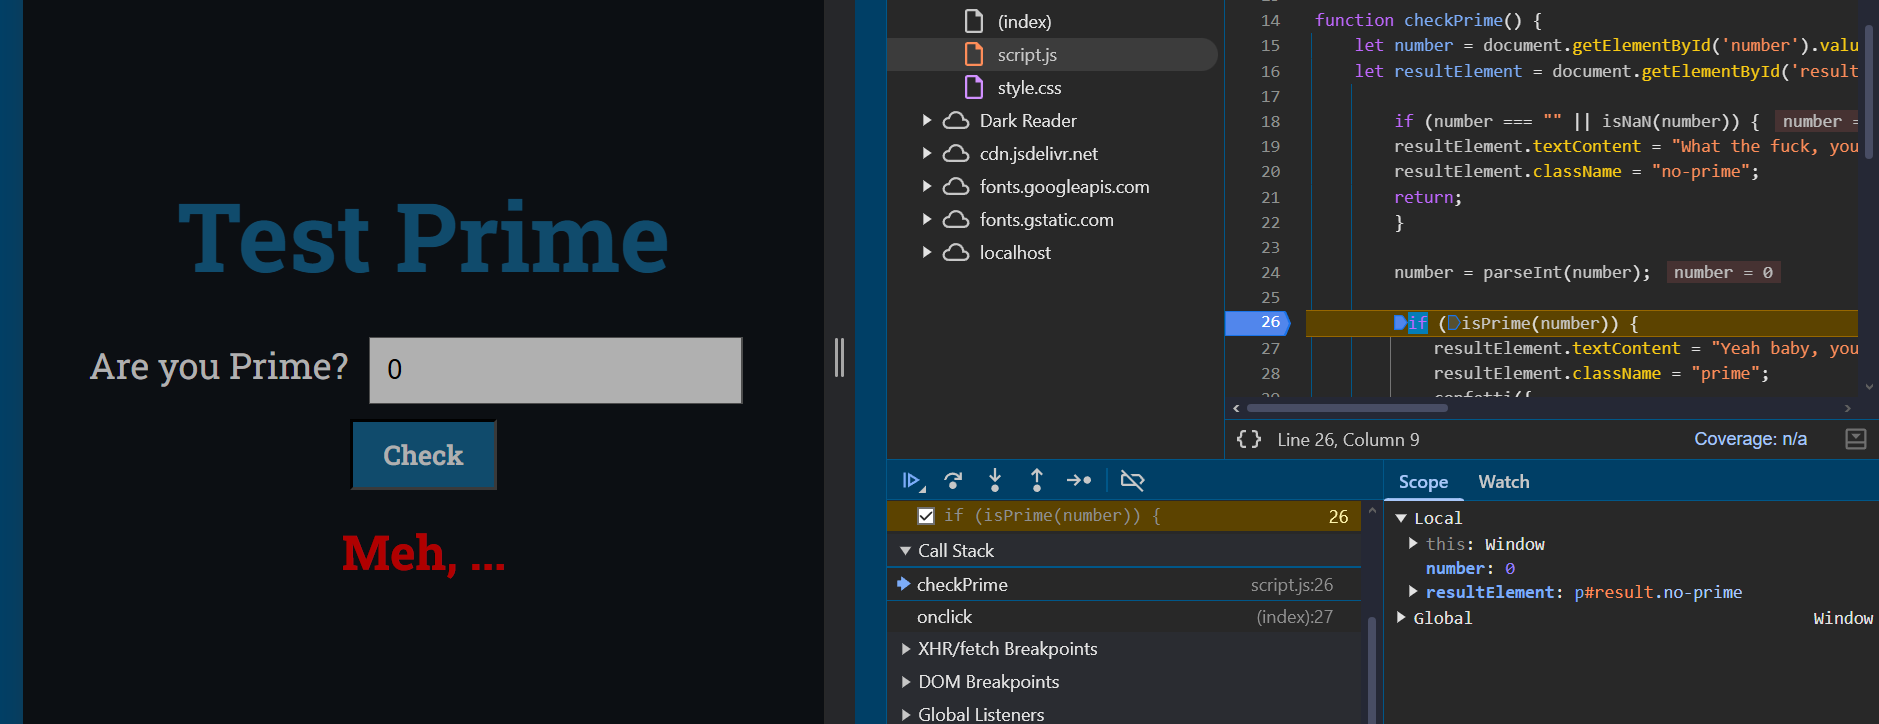 Test Prime
Are you Prime? 0
Check
Meh, ...
(index)
script.js
style.css
Dark Reader
cdn.jsdelivr.net
fonts.googleapis.com
fonts.gstatic.com
localhost
14 function checkPrime() {
15 let number = document.getElementById('number').valu
16 let resultElement = document.getElementById('result
17
18 if (number === "" || isNaN(number)) { number =
19 resultElement.textContent = "What the fuck, you
20 resultElement.className = "no-prime";
21 return;
22 }
23
24 number = parseInt(number); number = 0
25
26 if (isPrime(number)) {
27 resultElement.textContent = "Yeah baby, you
28 resultElement.className = "prime";
{} Line 26, Column 9 Coverage: n/a
if (isPrime(number)) { 26
Call Stack
checkPrime script.js:26
onclick (index):27
XHR/fetch Breakpoints
DOM Breakpoints
Global Listeners
Scope Watch
Local
this: Window
number: 0
resultElement: p#result.no-prime
Global Window